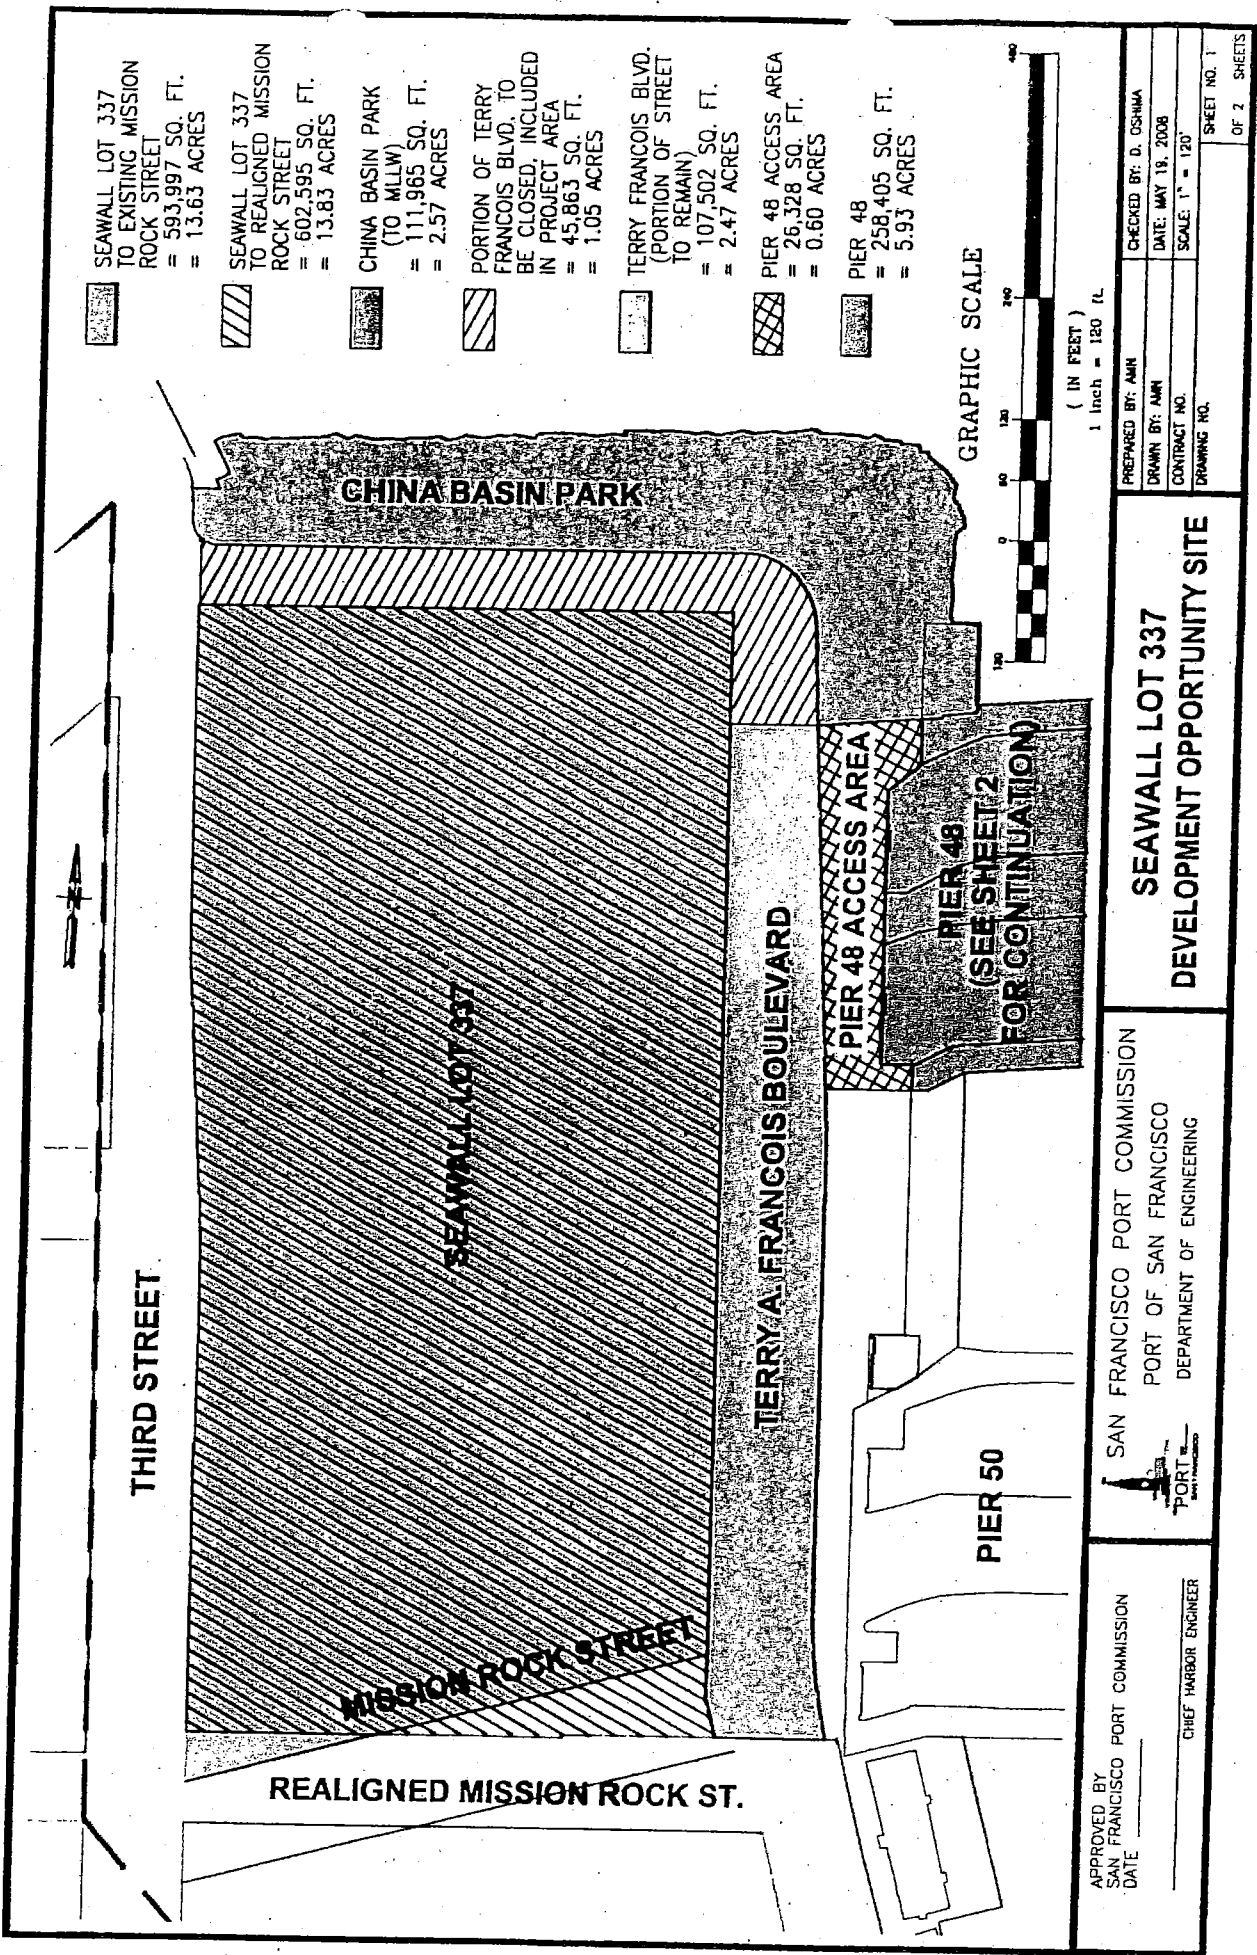 SEAWALL LOT 337
TO EXISTING MISSION
ROCK STREET
= 593,997 SQ. FT.
= 13.63 ACRES
SEAWALL LOT 337
TO REALIGNED MISSION
ROCK STREET
= 602,595 SQ. FT.
= 13.83 ACRES
CHINA BASIN PARK
(TO MLLW)
= 111,965 SQ. FT.
= 2.57 ACRES
PORTION OF TERRY
FRANCOIS BLVD. TO
BE CLOSED, INCLUDED
IN PROJECT AREA
= 45,863 SQ. FT.
= 1.05 ACRES
TERRY FRANCOIS BLVD.
(PORTION OF STREET
TO REMAIN)
= 107,502 SQ. FT.
= 2.47 ACRES
PIER 48 ACCESS AREA
= 26,328 SQ. FT.
= 0.60 ACRES
PIER 48
= 258,405 SQ. FT.
= 5.93 ACRES
THIRD STREET
SEAWALL LOT 337
CHINA BASIN PARK
MISSION ROCK STREET
REALIGNED MISSION ROCK ST.
TERRY A. FRANCOIS BOULEVARD
PIER 48 ACCESS AREA
PIER 48
(SEE SHEET 2
FOR CONTINUATION)
PIER 50
GRAPHIC SCALE
0
120
240
480
( IN FEET )
1 inch = 120 ft.
APPROVED BY
SAN FRANCISCO PORT COMMISSION
DATE
CHIEF HARBOR ENGINEER
PORT
SAN FRANCISCO PORT COMMISSION
PORT OF SAN FRANCISCO
DEPARTMENT OF ENGINEERING
SEAWALL LOT 337
DEVELOPMENT OPPORTUNITY SITE
PREPARED BY: AMN
DRAWN BY: AMN
CONTRACT NO.
DRAWING NO.
CHECKED BY: D. OSHIMA
DATE: MAY 19, 2008
SCALE: 1" = 120'
SHEET NO. 1
OF 2 SHEETS